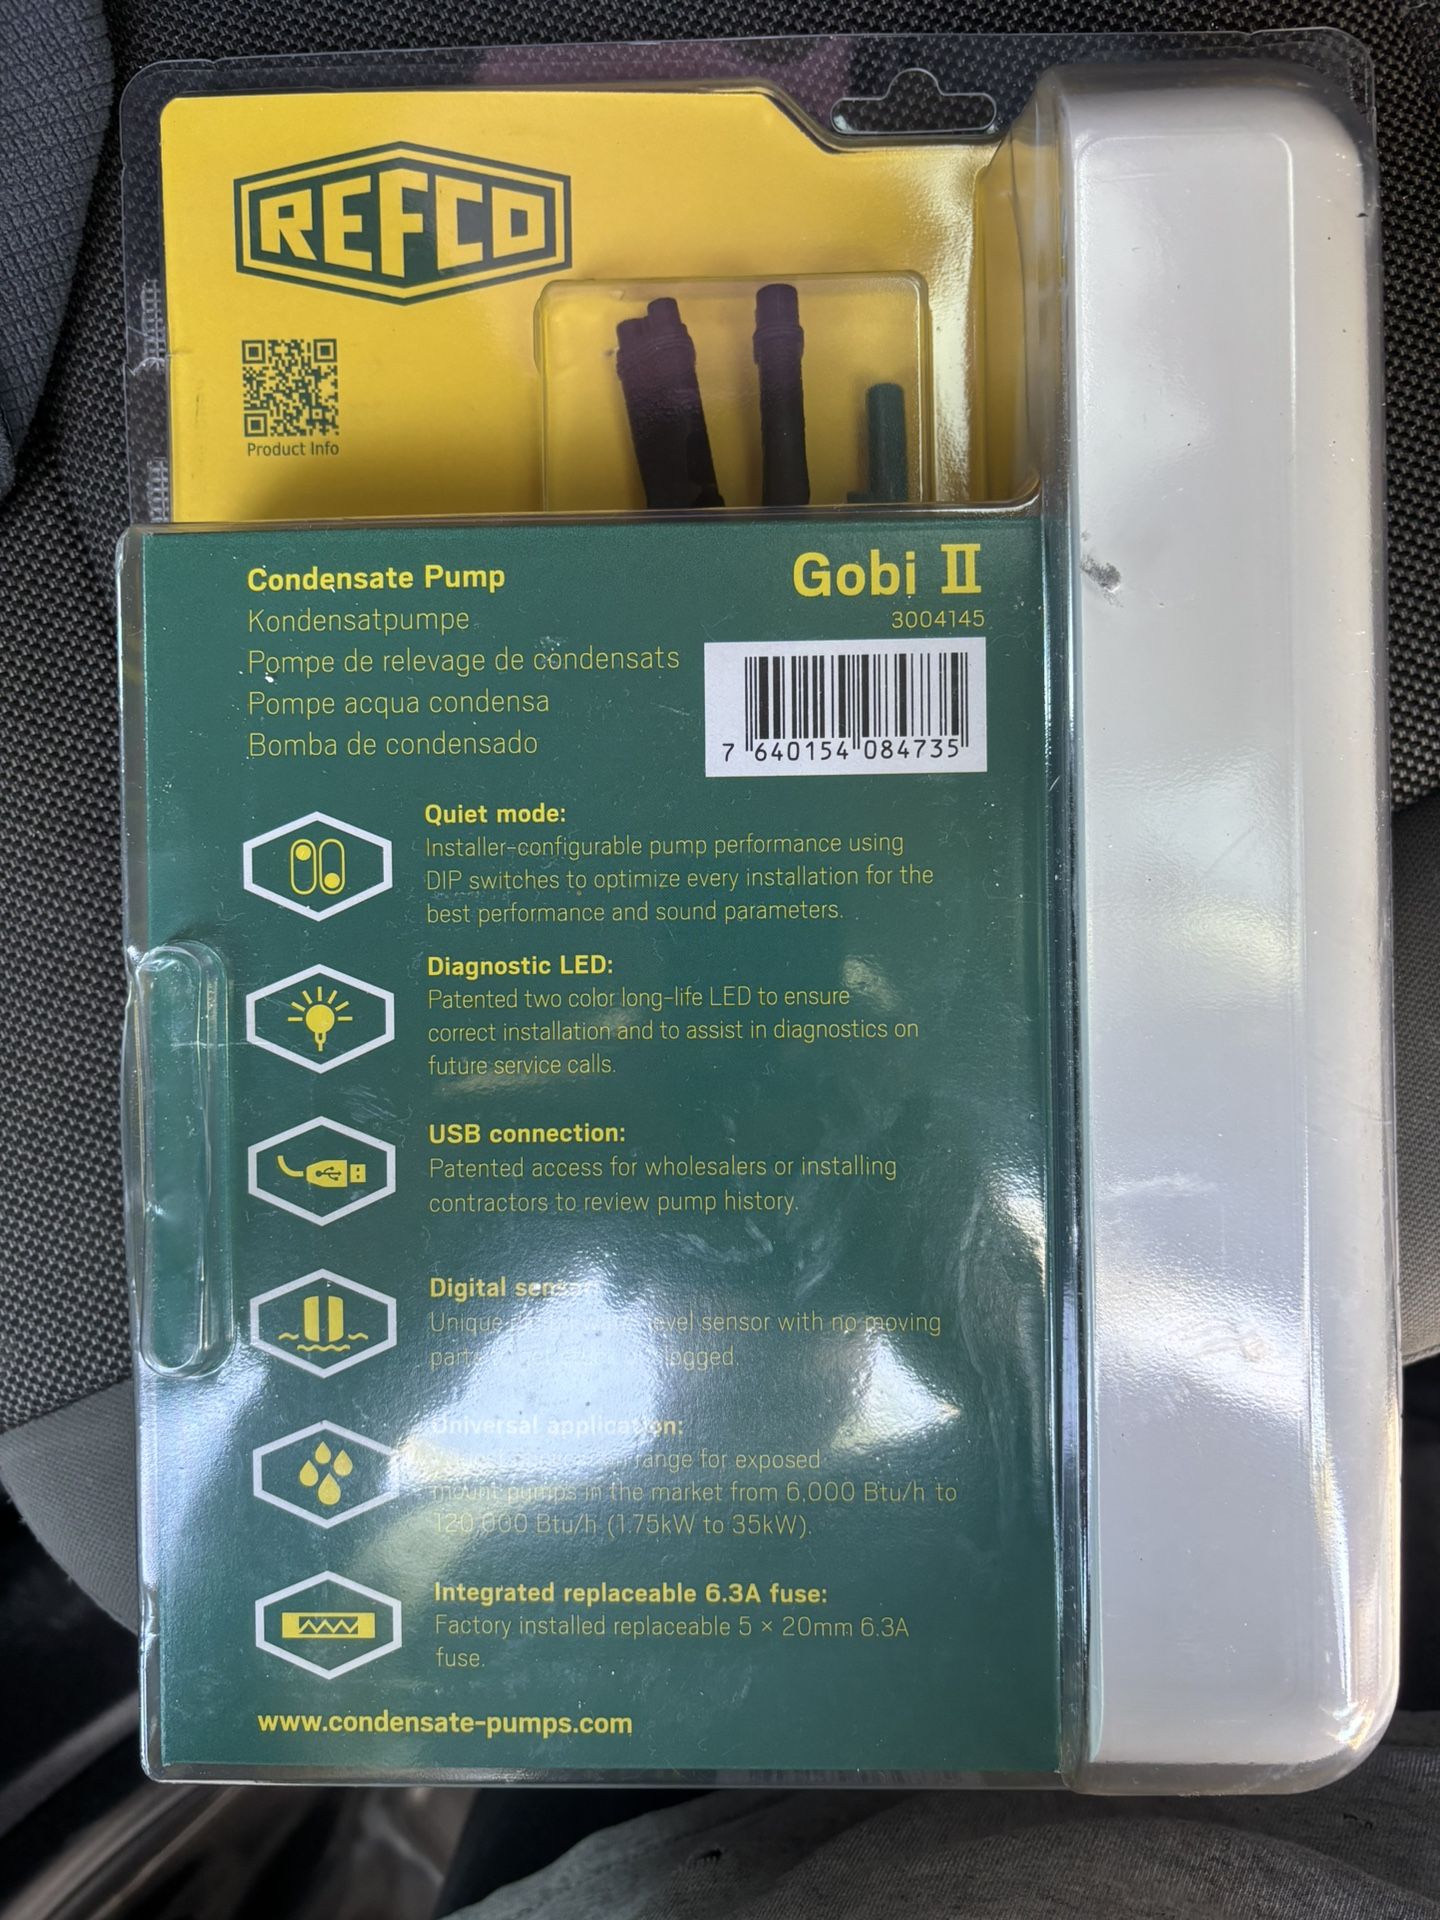 REFCO
Product Info
Condensate Pump
Kondensatpumpe
Pompe de relevage de condensats
Pompe acqua condensa
Bomba de condensado
Gobi II
3004145
7 640154 084735
Quiet mode:
Installer-configurable pump performance using
DIP switches to optimize every installation for the
best performance and sound parameters.
Diagnostic LED:
Patented two color long-life LED to ensure
correct installation and to assist in diagnostics on
future service calls.
USB connection:
Patented access for wholesalers or installing
contractors to review pump history.
Digital sensor
Unique level sensor with no moving
parts
Universal application:
range for exposed
mount pumps in the market from 6,000 Btu/h to
120,000 Btu/h (1.75kW to 35kW).
Integrated replaceable 6.3A fuse:
Factory installed replaceable 5 × 20mm 6.3A
fuse.
www.condensate-pumps.com